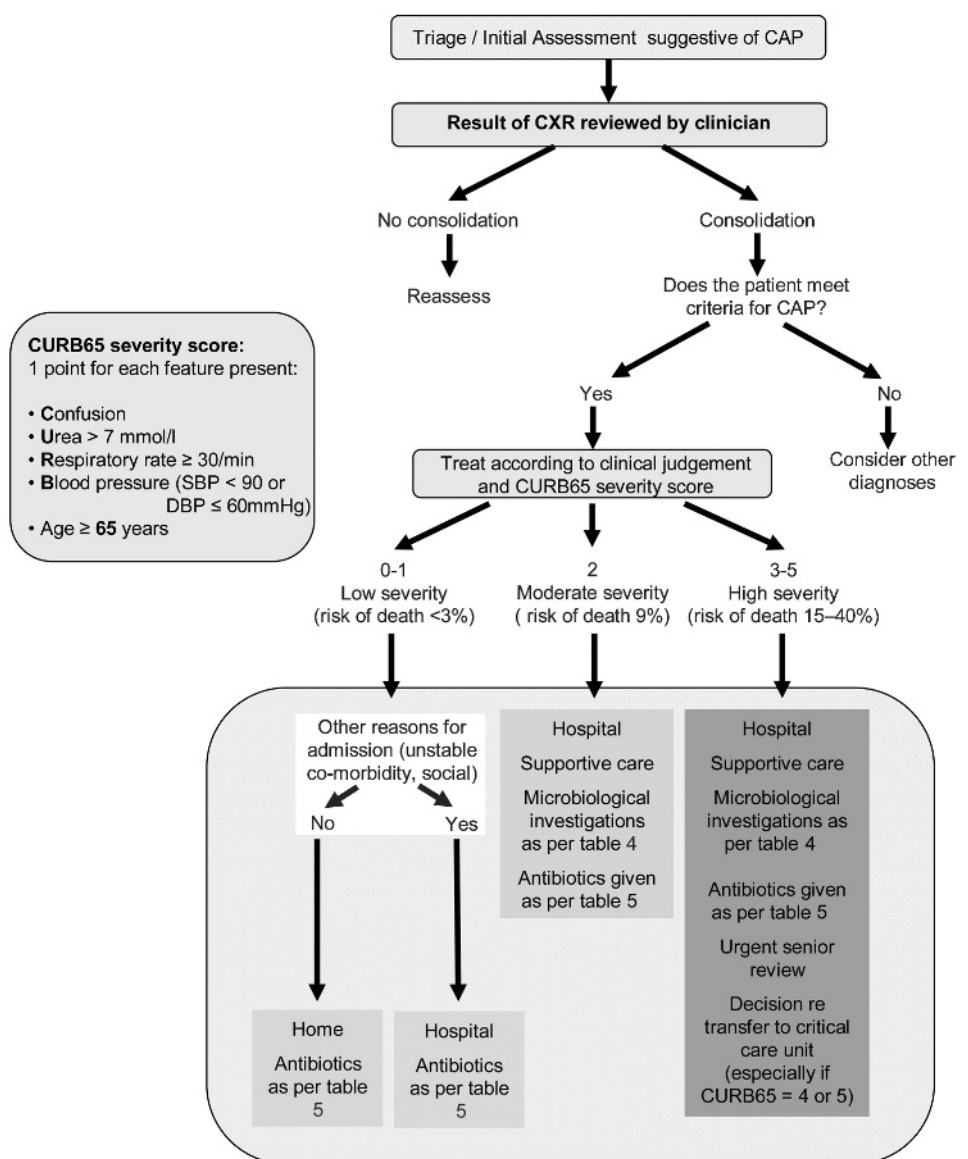 Triage / Initial Assessment suggestive of CAP
Result of CXR reviewed by clinician
No consolidation
Consolidation
Reassess
Does the patient meet
criteria for CAP?
CURB65 severity score:
1 point for each feature present:
• Confusion
• Urea > 7 mmol/l
• Respiratory rate ≥ 30/min
• Blood pressure (SBP < 90 or
DBP ≤ 60mmHg)
• Age ≥ 65 years
Yes
No
Treat according to clinical judgement
and CURB65 severity score
Consider other
diagnoses
0-1
Low severity
(risk of death <3%)
2
Moderate severity
( risk of death 9%)
3-5
High severity
(risk of death 15–40%)
Other reasons for
admission (unstable
co-morbidity, social)
No
Yes
Home
Antibiotics
as per table
5
Hospital
Antibiotics
as per table
5
Hospital
Supportive care
Microbiological
investigations
as per table 4
Antibiotics given
as per table 5
Hospital
Supportive care
Microbiological
investigations as
per table 4
Antibiotics given
as per table 5
Urgent senior
review
Decision re
transfer to critical
care unit
(especially if
CURB65 = 4 or 5)